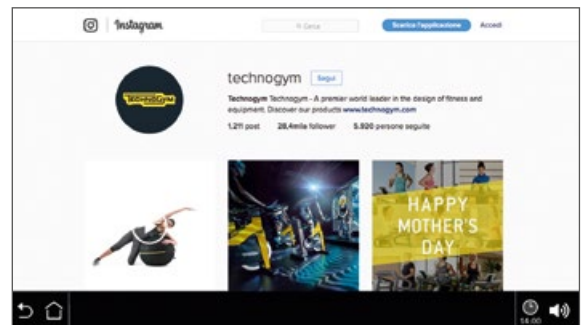 Instagram
Cerca
Scarica l'applicazione
Accedi
TECHNOGYM
technogym
Segui
Technogym Technogym - A premier world leader in the design of fitness and
equipment. Discover our products www.technogym.com
1.211 post 28,4mila follower 5.920 persone seguite
HAPPY
MOTHER'S
DAY
14:00